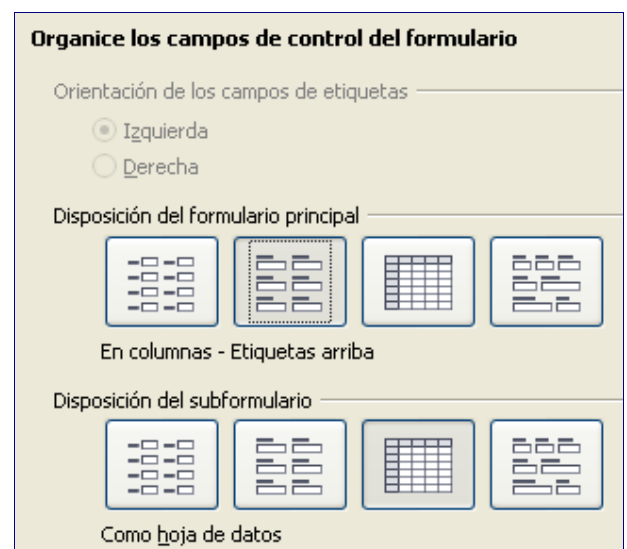 Organice los campos de control del formulario
Orientación de los campos de etiquetas
Izquierda
Derecha
Disposición del formulario principal
En columnas - Etiquetas arriba
Disposición del subformulario
Como hoja de datos